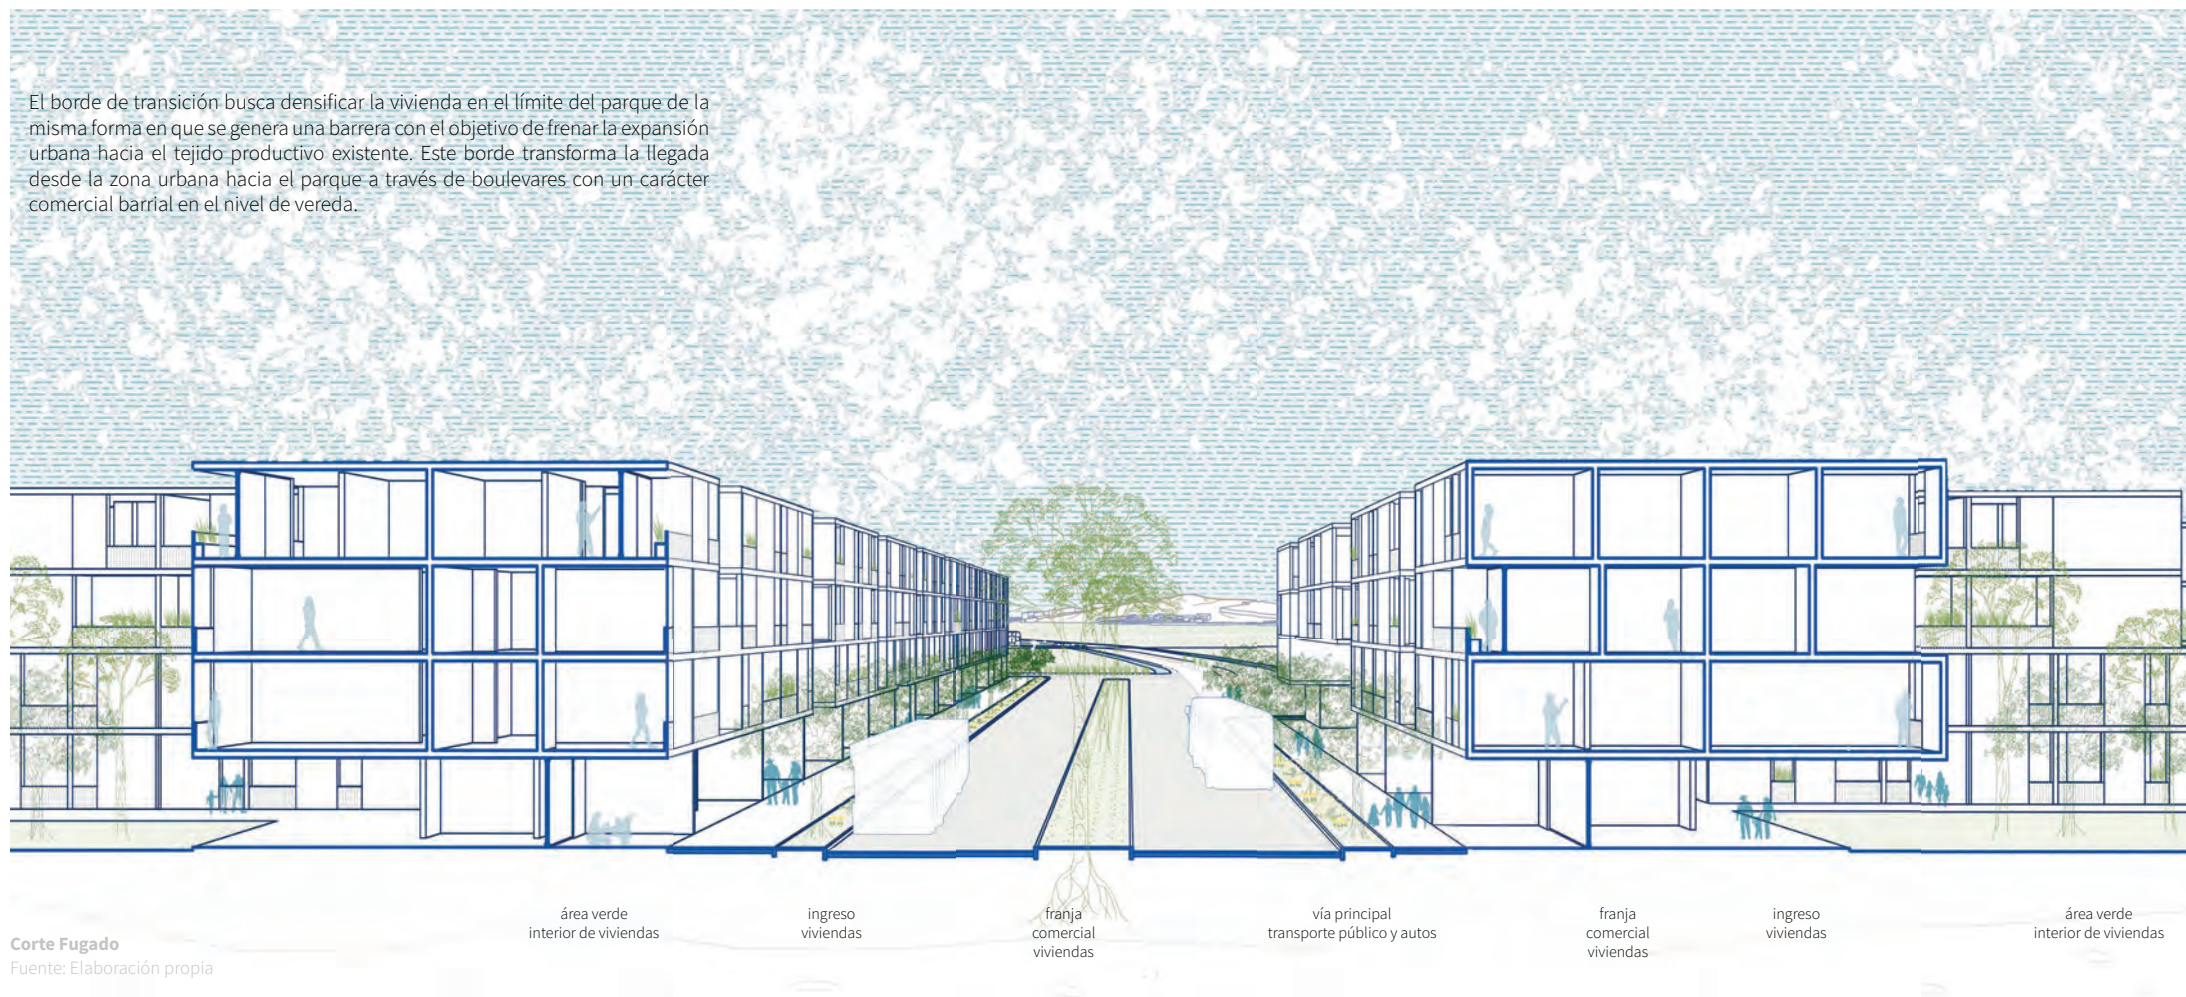 El borde de transición busca densificar la vivienda en el límite del parque de la
misma forma en que se genera una barrera con el objetivo de frenar la expansión
urbana hacia el tejido productivo existente. Este borde transforma la llegada
desde la zona urbana hacia el parque a través de boulevares con un carácter
comercial barrial en el nivel de vereda.
área verde
interior de viviendas
ingreso
viviendas
franja
comercial
viviendas
vía principal
transporte público y autos
franja
comercial
viviendas
ingreso
viviendas
área verde
interior de viviendas
Corte Fugado
Fuente: Elaboración propia